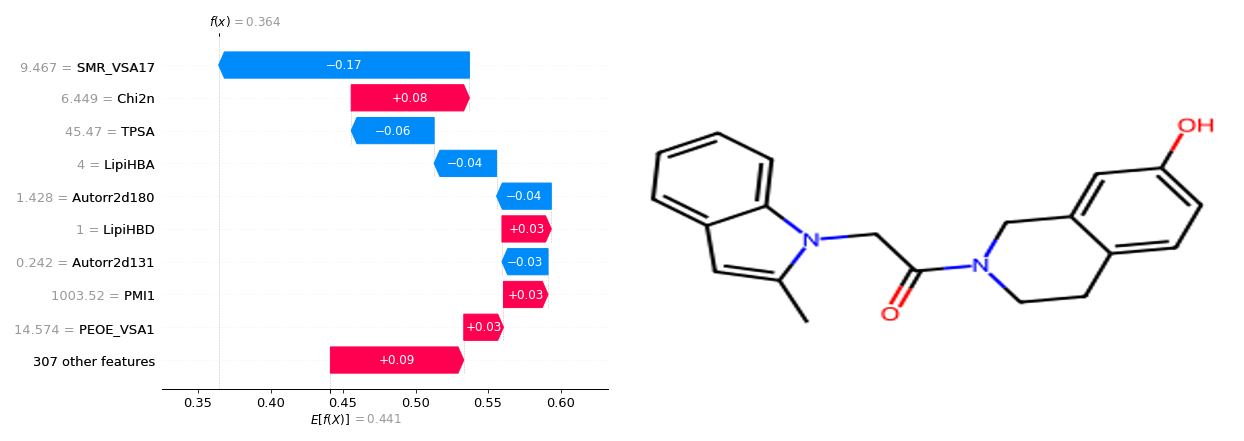 f(x) = 0.364
9.467 = SMR_VSA17
−0.17
6.449 = Chi2n
+0.08
45.47 = TPSA
−0.06
4 = LipiHBA
−0.04
1.428 = Autorr2d180
−0.04
1 = LipiHBD
+0.03
0.242 = Autorr2d131
−0.03
1003.52 = PMI1
+0.03
14.574 = PEOE_VSA1
+0.03
307 other features
+0.09
0.35 0.40 0.45 0.50 0.55 0.60
E[f(X)] = 0.441
OH
N
N
O